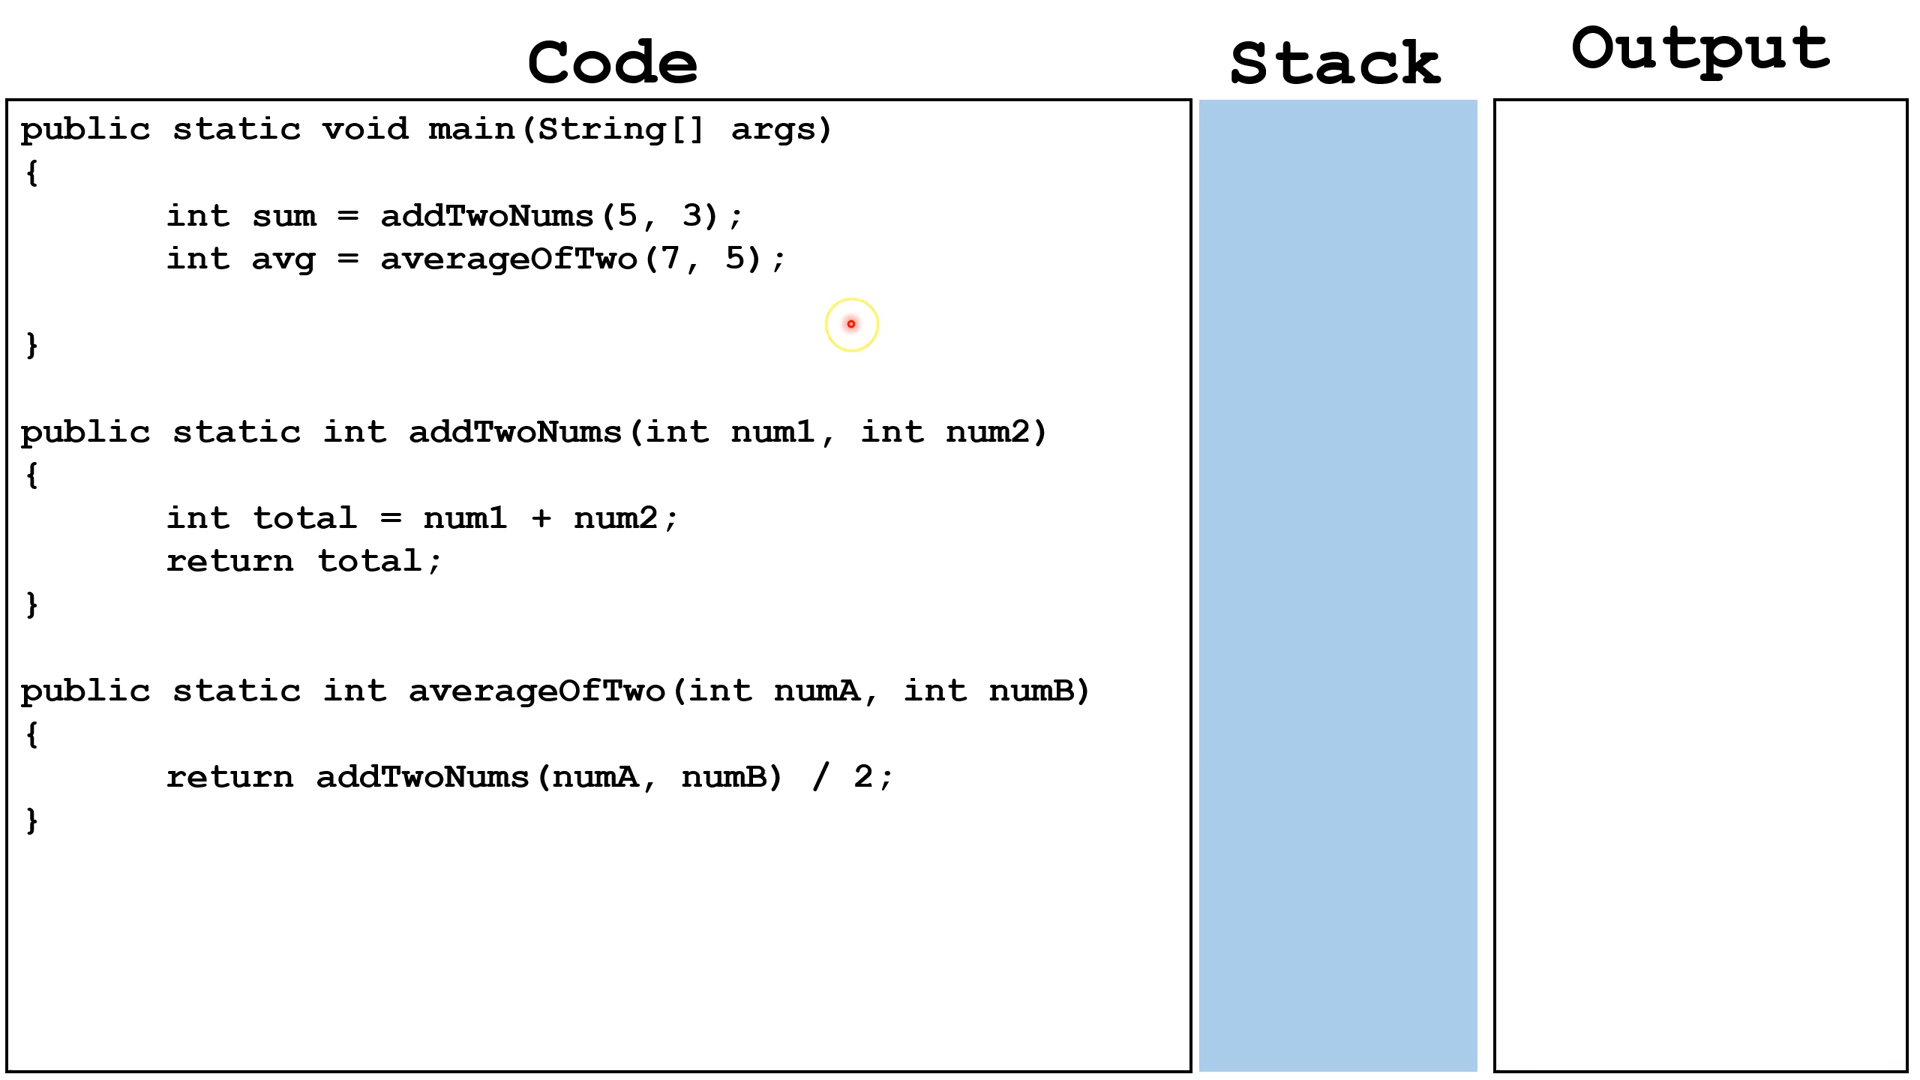 Code
Stack
Output
public static void main(String[] args)
{
int sum = addTwoNums(5, 3);
int avg = averageOfTwo(7, 5);
}
public static int addTwoNums(int num1, int num2)
{
int total = num1 + num2;
return total;
}
public static int averageOfTwo(int numA, int numB)
{
return addTwoNums(numA, numB) / 2;
}